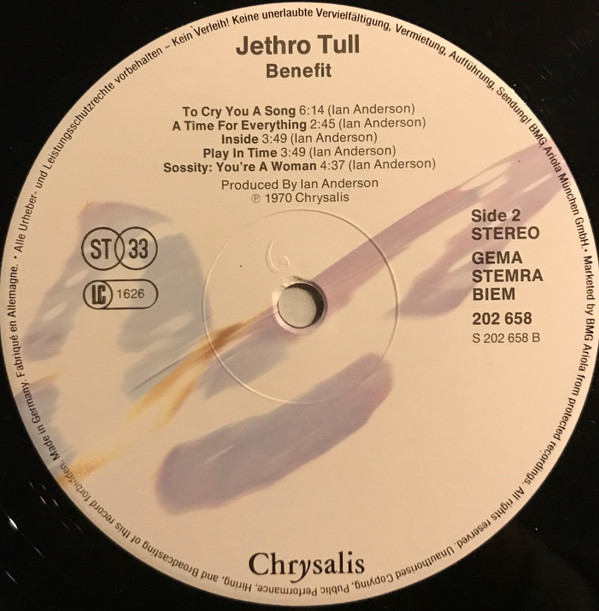 Jethro Tull
Benefit
To Cry You A Song 6:14 (Ian Anderson)
A Time For Everything 2:45 (Ian Anderson)
Inside 3:49 (Ian Anderson)
Play In Time 3:49 (Ian Anderson)
Sossity: You're A Woman 4:37 (Ian Anderson)
Produced By Ian Anderson
℗ 1970 Chrysalis
Side 2
STEREO
GEMA
STEMRA
BIEM
202 658
S 202 658 B
ST 33
LC 1626
Chrysalis
Alle Urheber- und Leistungsschutzrechte vorbehalten – Kein Verleih! Keine unerlaubte Vervielfältigung, Vermietung, Aufführung, Sendung! BMG Ariola München GmbH. • Marketed by BMG Ariola from protected recordings. All rights reserved. Unauthorised Copying, Public Performance, Hiring, and Broadcasting of this record forbidden. Made in Germany. Fabriqué en Allemagne. •